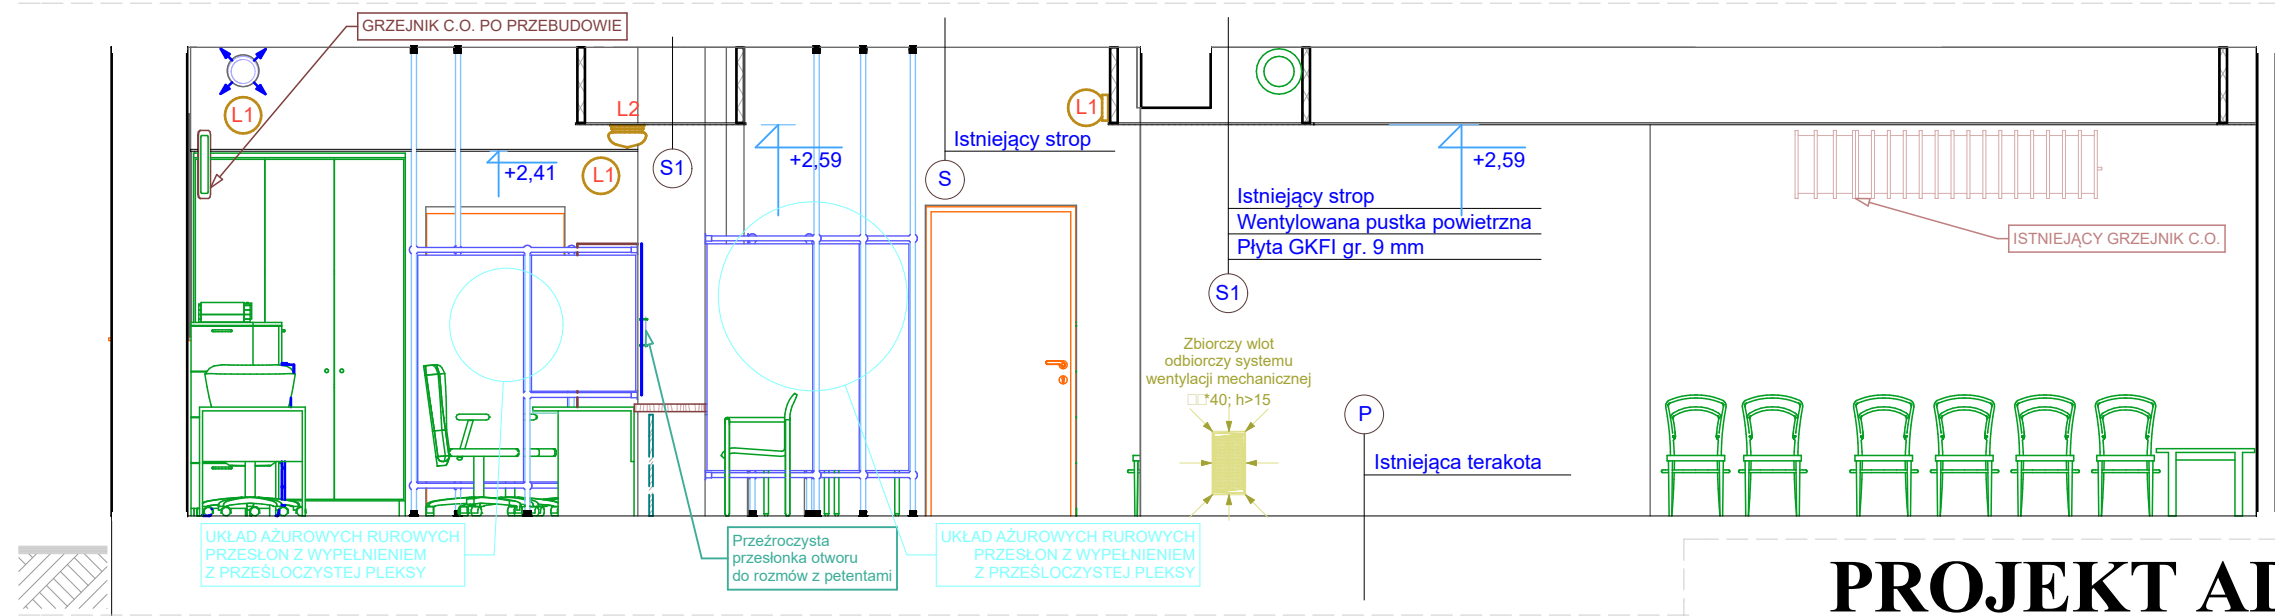 GRZEJNIK C.O. PO PRZEBUDOWIE
L1
L2
L1
+2,41
S1
+2,59
Istniejący strop
S
L1
+2,59
Istniejący strop
Wentylowana pustka powietrzna
Płyta GKFI gr. 9 mm
S1
ISTNIEJĄCY GRZEJNIK C.O.
Zbiorczy wlot
odbiorczy systemu
wentylacji mechanicznej
□□*40; h>15
P
Istniejąca terakota
UKŁAD AŻUROWYCH RUROWYCH
PRZESŁON Z WYPEŁNIENIEM
Z PRZEŚLOCZYSTEJ PLEKSY
Przeźroczysta
przesłonka otworu
do rozmów z petentami
UKŁAD AŻUROWYCH RUROWYCH
PRZESŁON Z WYPEŁNIENIEM
Z PRZEŚLOCZYSTEJ PLEKSY
PROJEKT AD